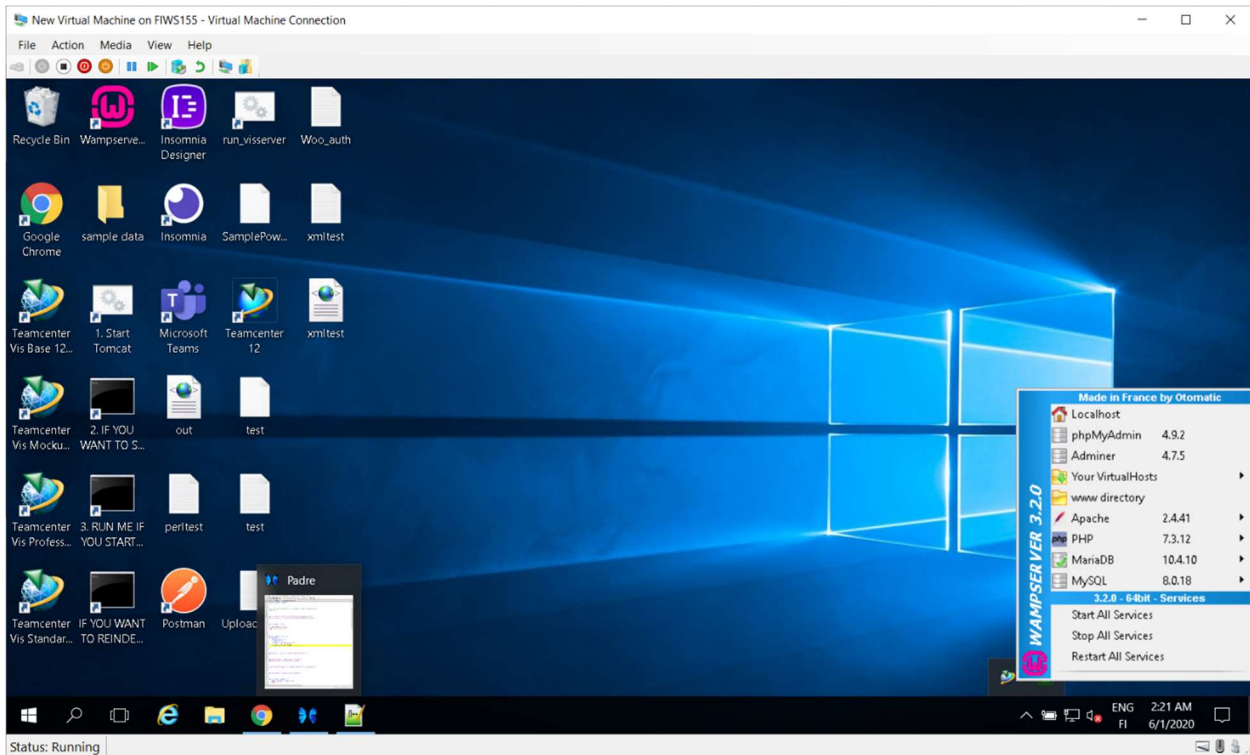 New Virtual Machine on FIWS155 - Virtual Machine Connection
File Action Media View Help
Recycle Bin
Wampserve...
Insomnia
Designer
run_visserver
Woo_auth
Google
Chrome
sample data
Insomnia
SamplePow...
xmltest
Teamcenter
Vis Base 12...
1. Start
Tomcat
Microsoft
Teams
Teamcenter
12
xmltest
Teamcenter
Vis Mocku...
2. IF YOU
WANT TO S...
out
test
Teamcenter
Vis Profess...
3. RUN ME IF
YOU START...
perltest
test
Teamcenter
Vis Standar...
IF YOU WANT
TO REINDE...
Postman
Uploac
Padre
Made in France by Otomatic
Localhost
phpMyAdmin 4.9.2
Adminer 4.7.5
Your VirtualHosts
www directory
Apache 2.4.41
php PHP 7.3.12
MariaDB 10.4.10
MySQL 8.0.18
3.2.0 - 64bit - Services
Start All Services
Stop All Services
Restart All Services
WAMPSERVER 3.2.0
ENG
FI
2:21 AM
6/1/2020
Status: Running